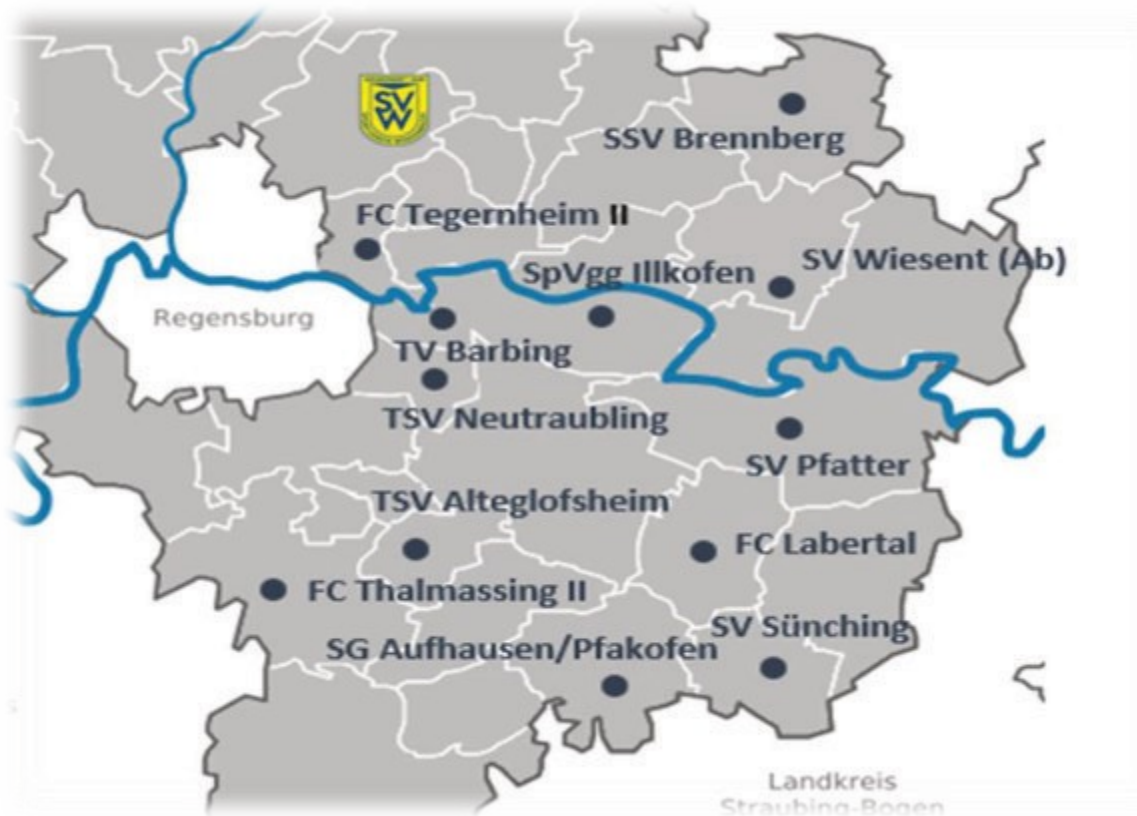 SV
W
SSV Brennberg
FC Tegernheim II
SV Wiesent (Ab)
SpVgg Illkofen
Regensburg
TV Barbing
TSV Neutraubling
SV Pfatter
TSV Alteglofsheim
FC Labertal
FC Thalmassing II
SV Sünching
SG Aufhausen/Pfakofen
Landkreis
Straubing-Bogen